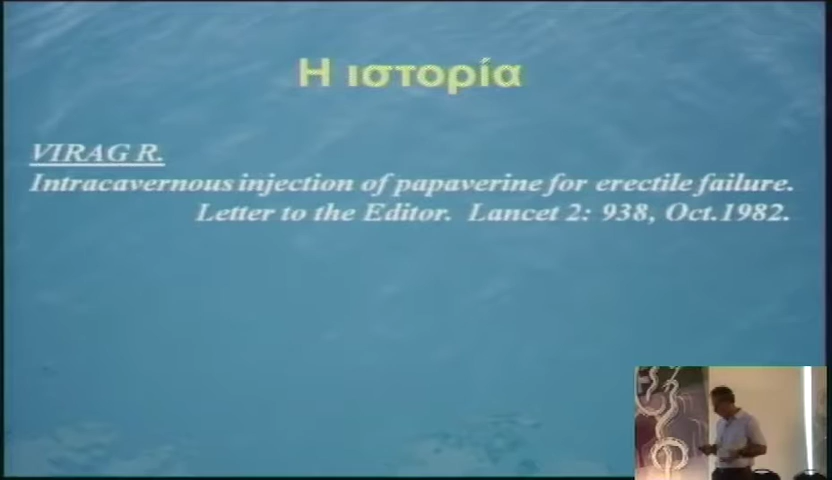 Η ιστορία
VIRAG R.
Intracavernous injection of papaverine for erectile failure.
Letter to the Editor. Lancet 2: 938, Oct.1982.